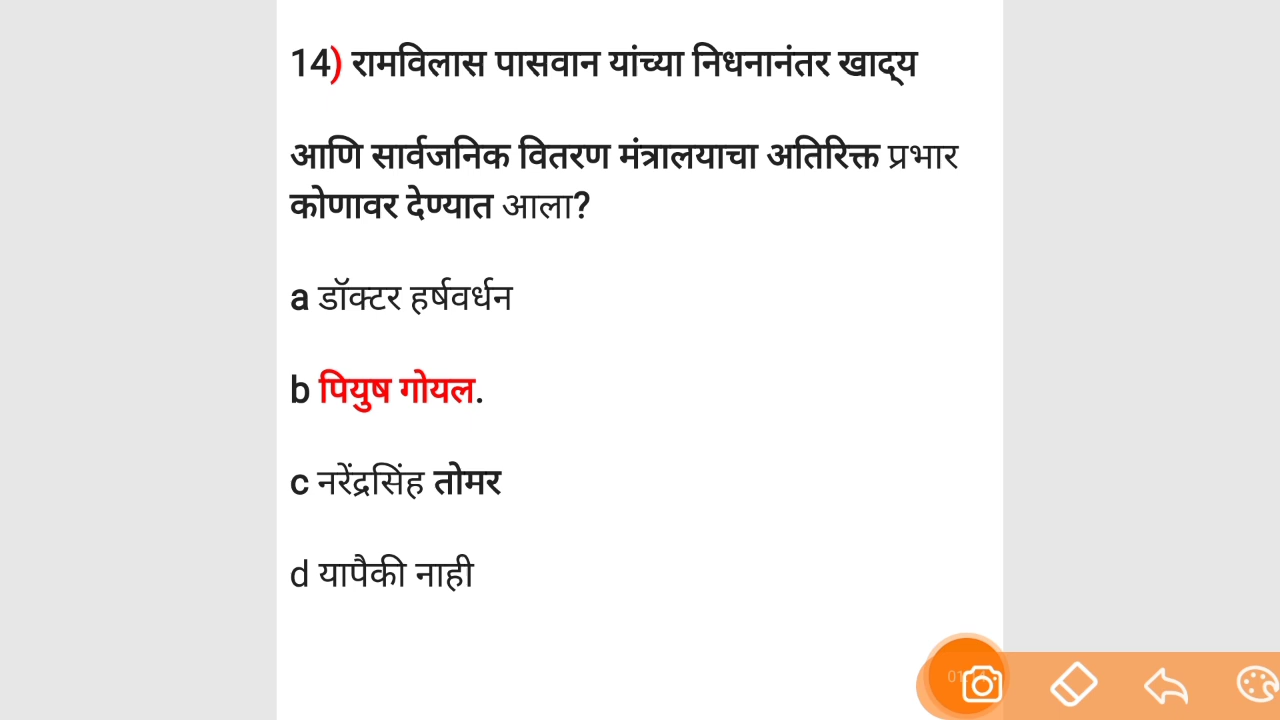 14) रामविलास पासवान यांच्या निधनानंतर खाद्‍य
आणि सार्वजनिक वितरण मंत्रालयाचा अतिरिक्त प्रभार
कोणावर देण्यात आला?
a डॉक्टर हर्षवर्धन
b पियुष गोयल.
c नरेंद्रसिंह तोमर
d यापैकी नाही